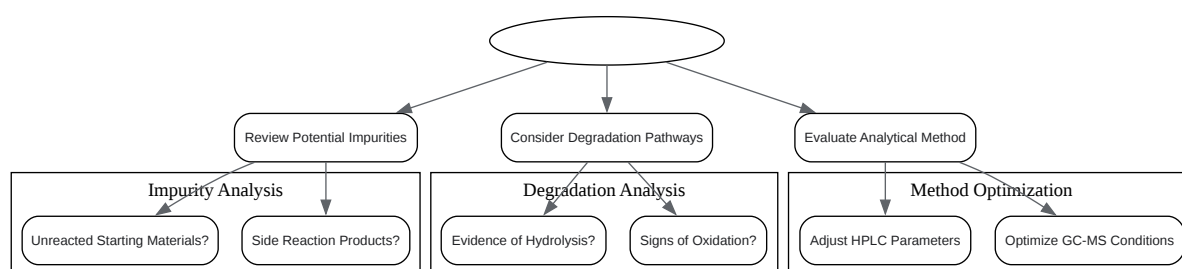 Review Potential Impurities
Consider Degradation Pathways
Evaluate Analytical Method
Impurity Analysis
Degradation Analysis
Method Optimization
Unreacted Starting Materials?
Side Reaction Products?
Evidence of Hydrolysis?
Signs of Oxidation?
Adjust HPLC Parameters
Optimize GC-MS Conditions